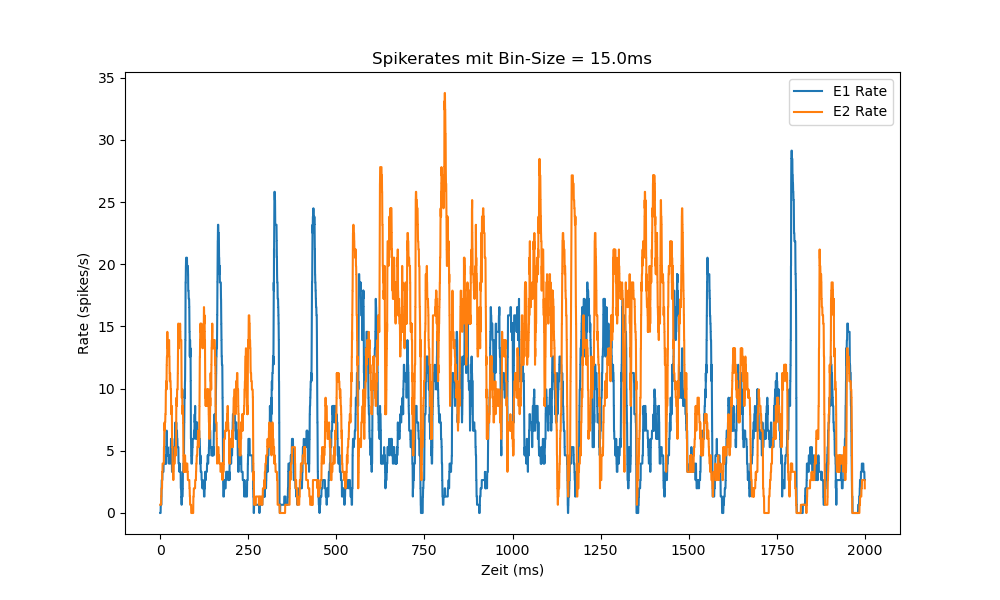 Spikerates mit Bin-Size = 15.0ms
E1 Rate
E2 Rate
Rate (spikes/s)
35
30
25
20
15
10
5
0
0 250 500 750 1000 1250 1500 1750 2000
Zeit (ms)